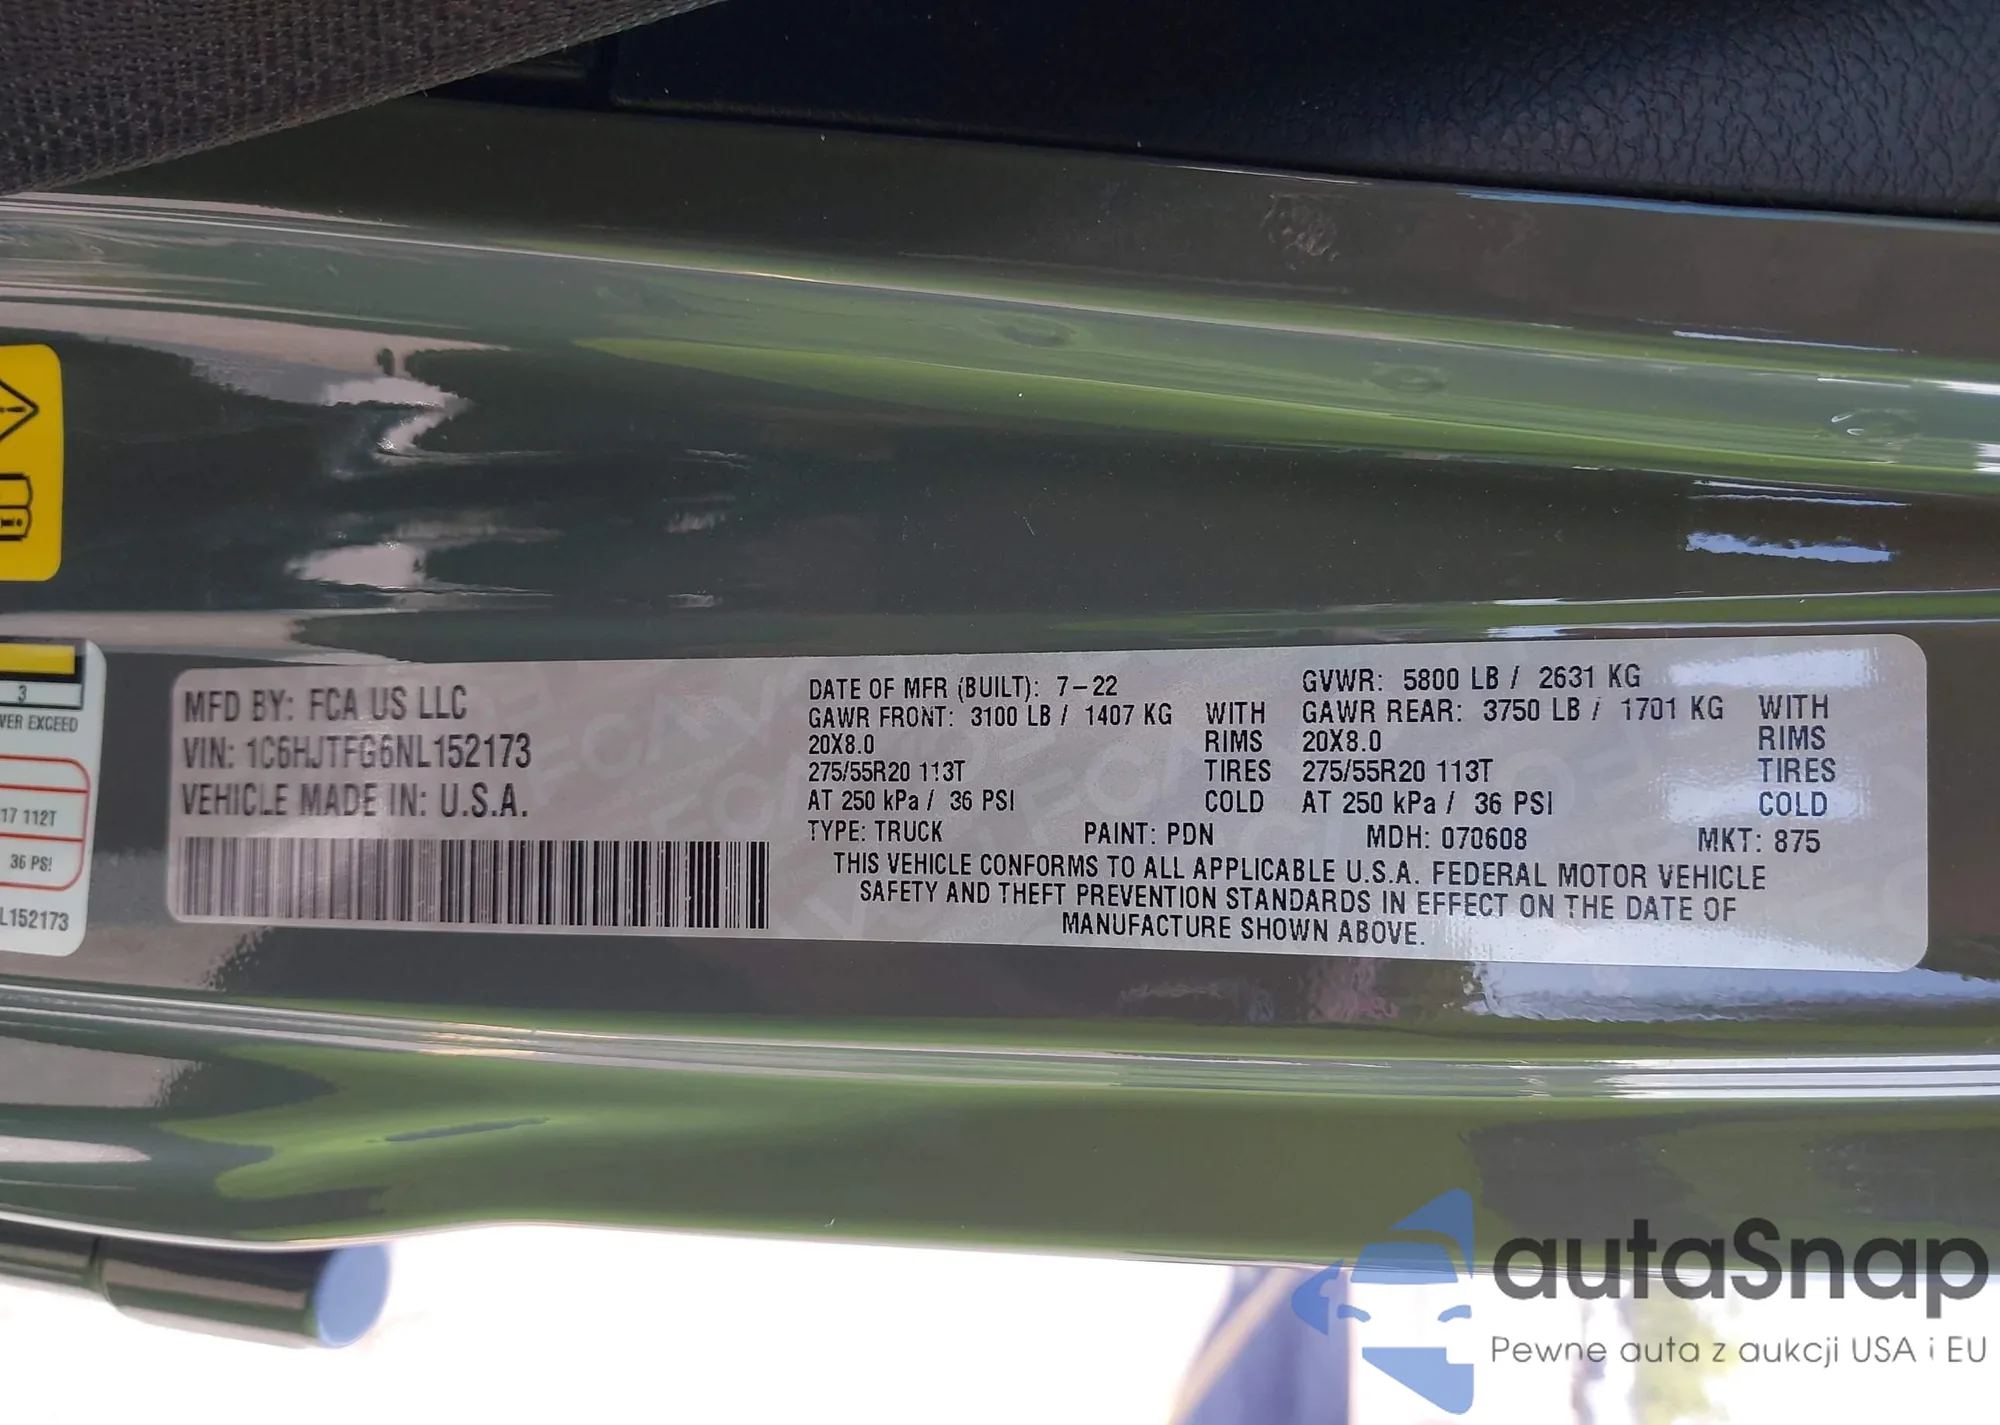 3
VER EXCEED
17 112T
36 PSI
L152173
MFD BY: FCA US LLC
VIN: 1C6HJTFG6NL152173
VEHICLE MADE IN: U.S.A.
DATE OF MFR (BUILT): 7-22 GVWR: 5800 LB / 2631 KG
GAWR FRONT: 3100 LB / 1407 KG WITH GAWR REAR: 3750 LB / 1701 KG WITH
20X8.0 RIMS 20X8.0 RIMS
275/55R20 113T TIRES 275/55R20 113T TIRES
AT 250 kPa / 36 PSI COLD AT 250 kPa / 36 PSI COLD
TYPE: TRUCK PAINT: PDN MDH: 070608 MKT: 875
THIS VEHICLE CONFORMS TO ALL APPLICABLE U.S.A. FEDERAL MOTOR VEHICLE
SAFETY AND THEFT PREVENTION STANDARDS IN EFFECT ON THE DATE OF
MANUFACTURE SHOWN ABOVE.
autaSnap
Pewne auta z aukcji USA i EU